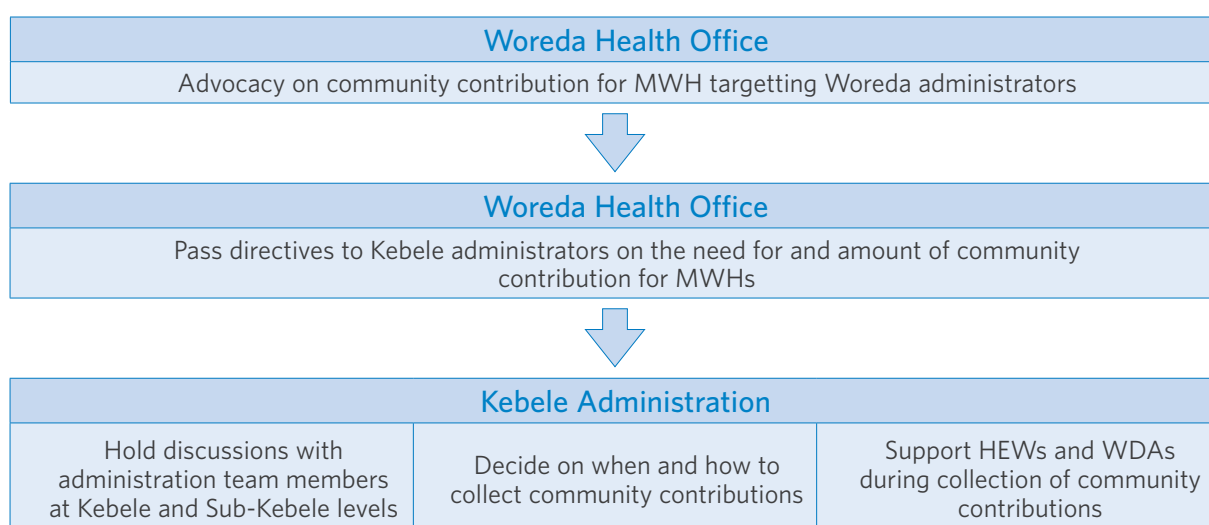 Woreda Health Office
Advocacy on community contribution for MWH targetting Woreda administrators
Woreda Health Office
Pass directives to Kebele administrators on the need for and amount of community
contribution for MWHs
Kebele Administration
Hold discussions with
administration team members
at Kebele and Sub-Kebele levels
Decide on when and how to
collect community contributions
Support HEWs and WDAs
during collection of community
contributions